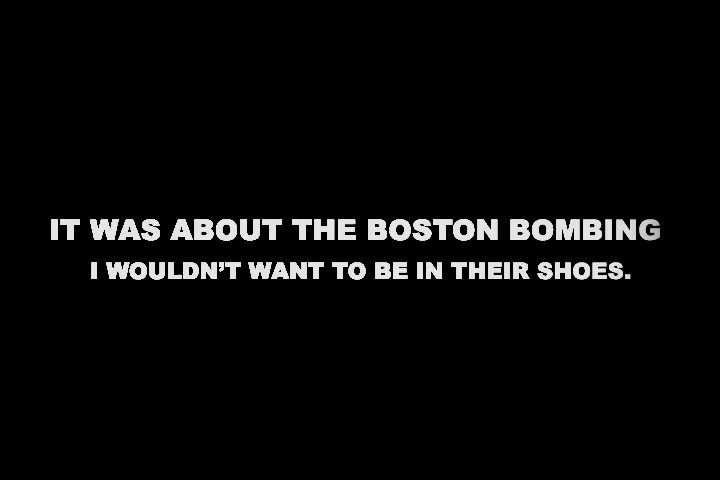 IT WAS ABOUT THE BOSTON BOMBING
I WOULDN’T WANT TO BE IN THEIR SHOES.